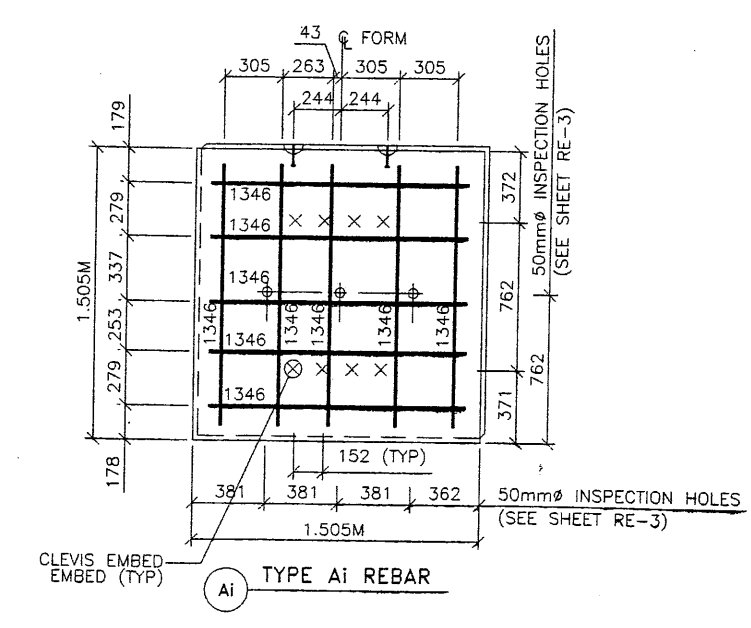 43 ℄ FORM
305 263 305 305
244 244
179
279
337
253
279
178
1.505M
1346
1346
1346
1346
1346
1346
1346
1346
1346
1346
372
762
371
762
50mmø INSPECTION HOLES
(SEE SHEET RE-3)
152 (TYP)
381 381 381 362
50mmø INSPECTION HOLES
(SEE SHEET RE-3)
1.505M
CLEVIS EMBED
EMBED (TYP)
Ai TYPE Ai REBAR